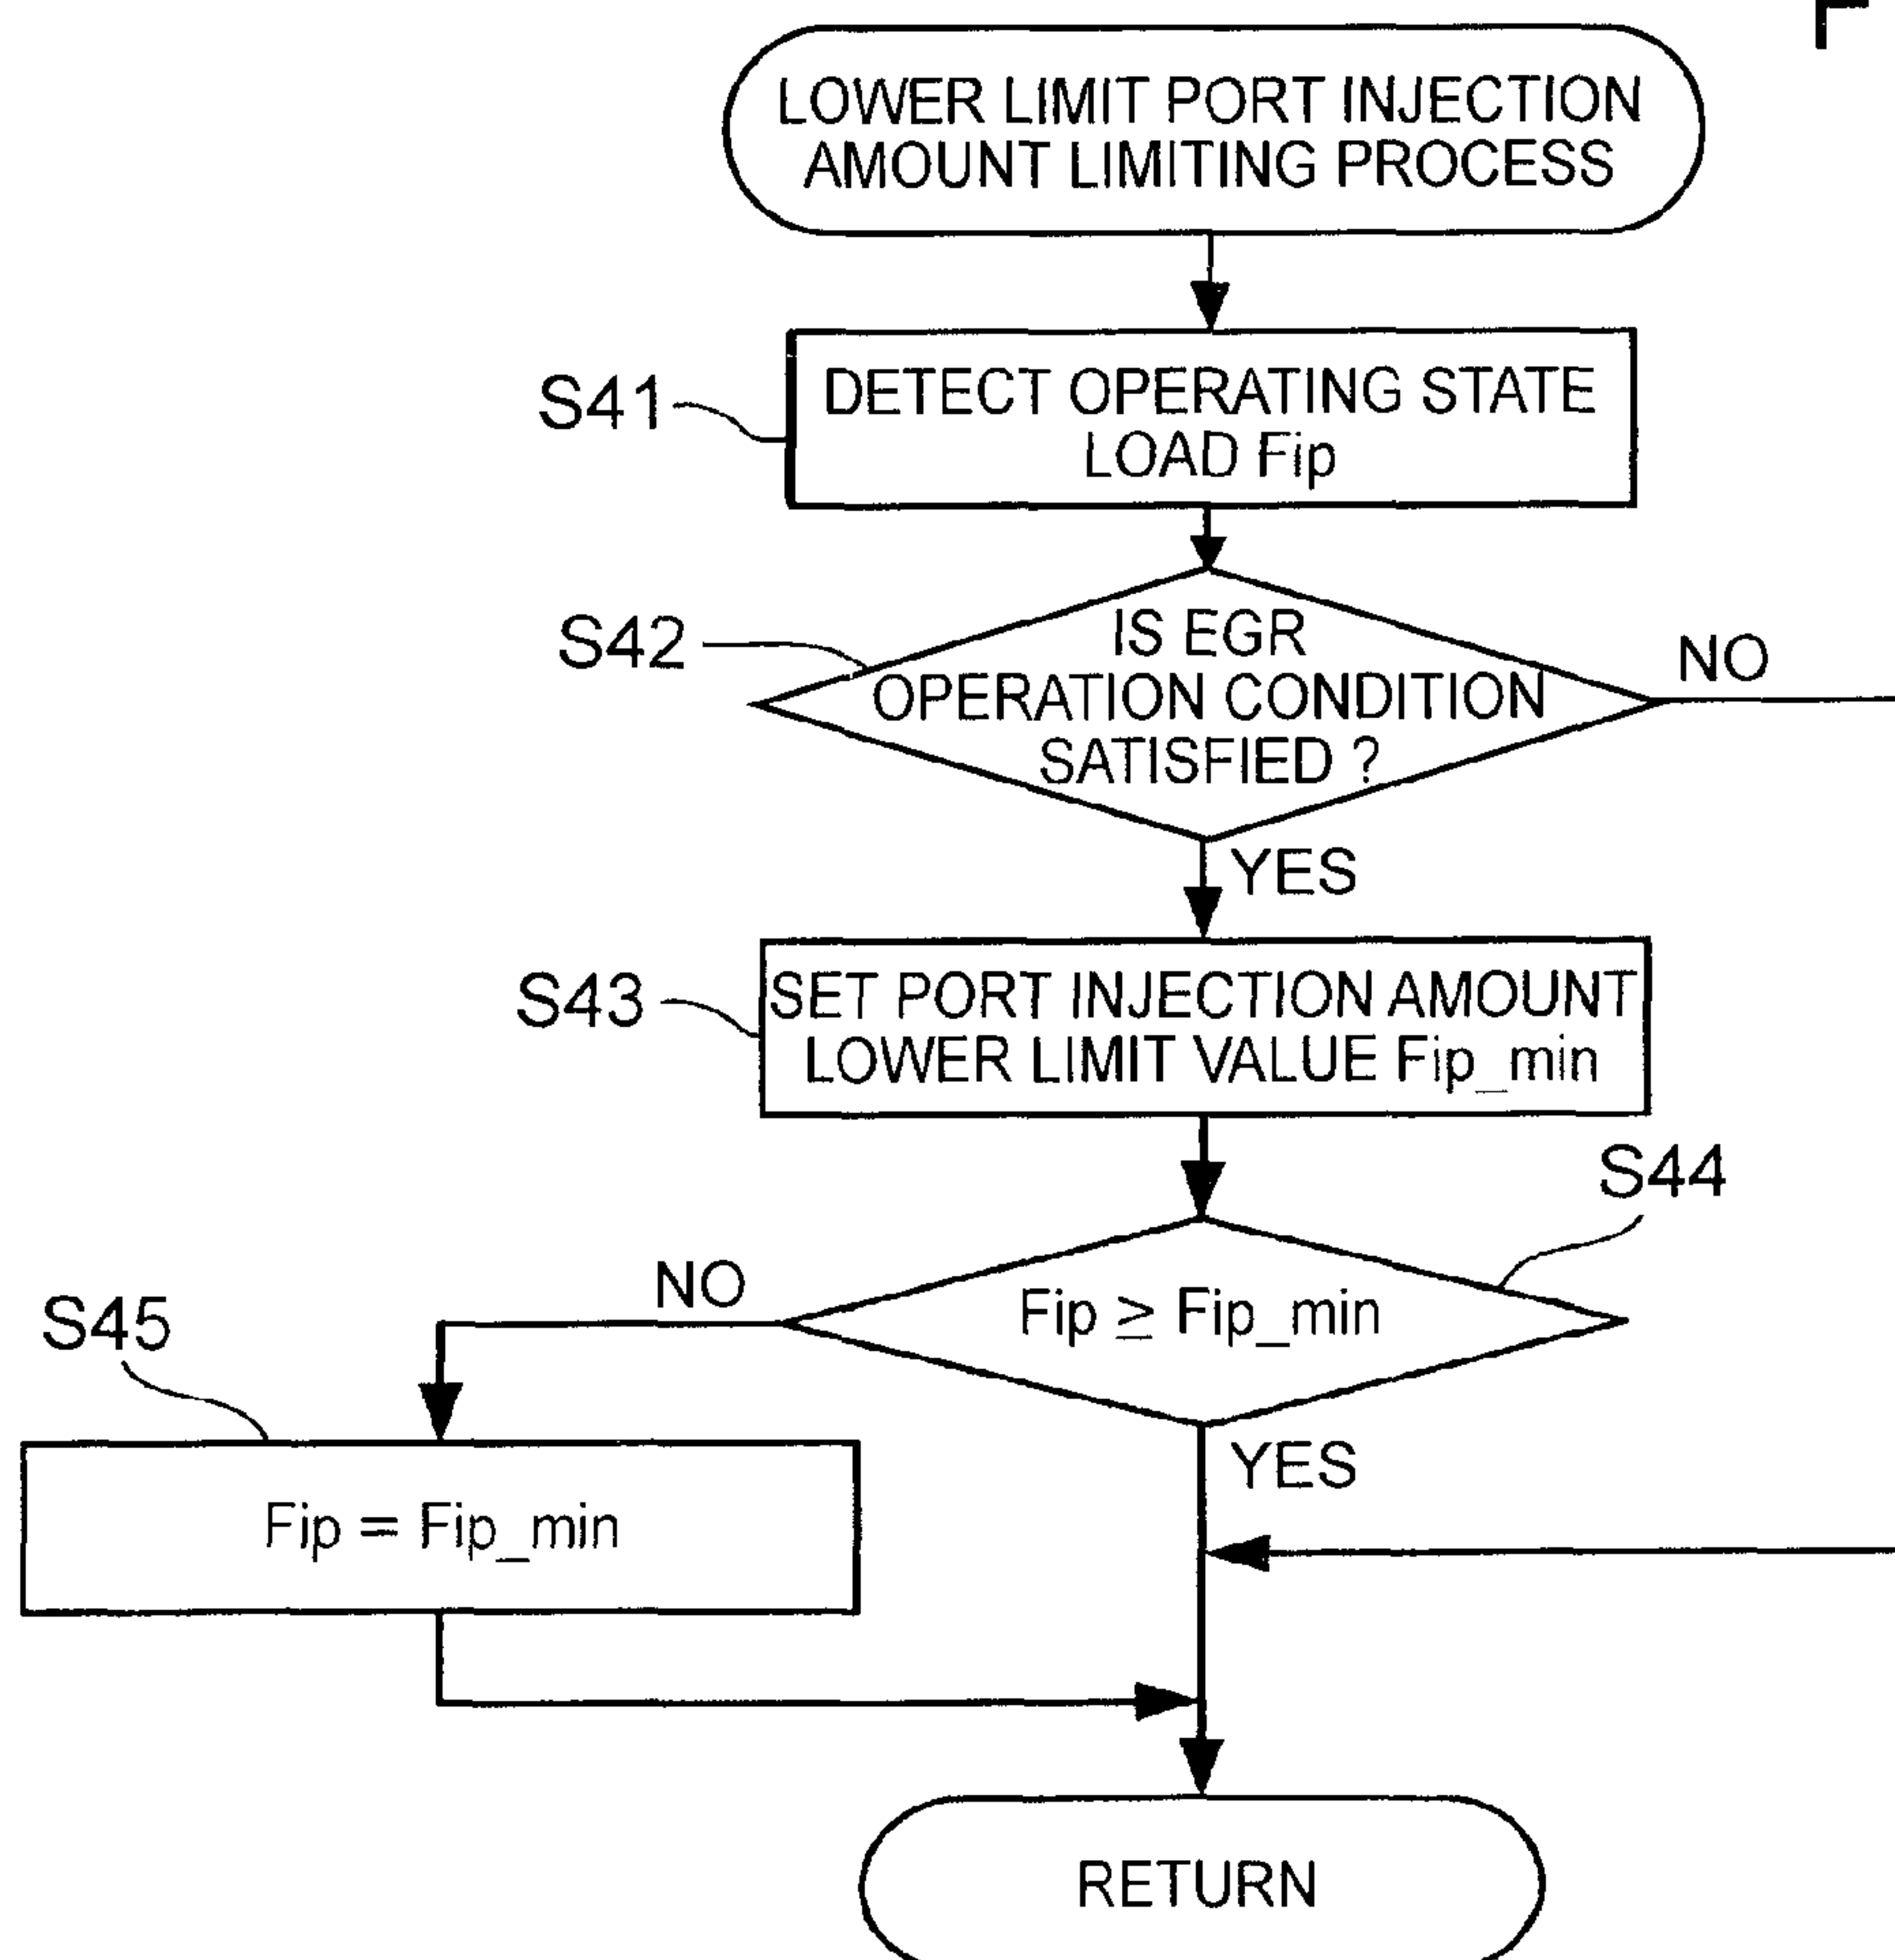 LOWER LIMIT PORT INJECTION
AMOUNT LIMITING PROCESS
S41
DETECT OPERATING STATE
LOAD Fip
S42
IS EGR
OPERATION CONDITION
SATISFIED ?
NO
YES
S43
SET PORT INJECTION AMOUNT
LOWER LIMIT VALUE Fip_min
S44
Fip ≥ Fip_min
NO
S45
YES
Fip = Fip_min
RETURN